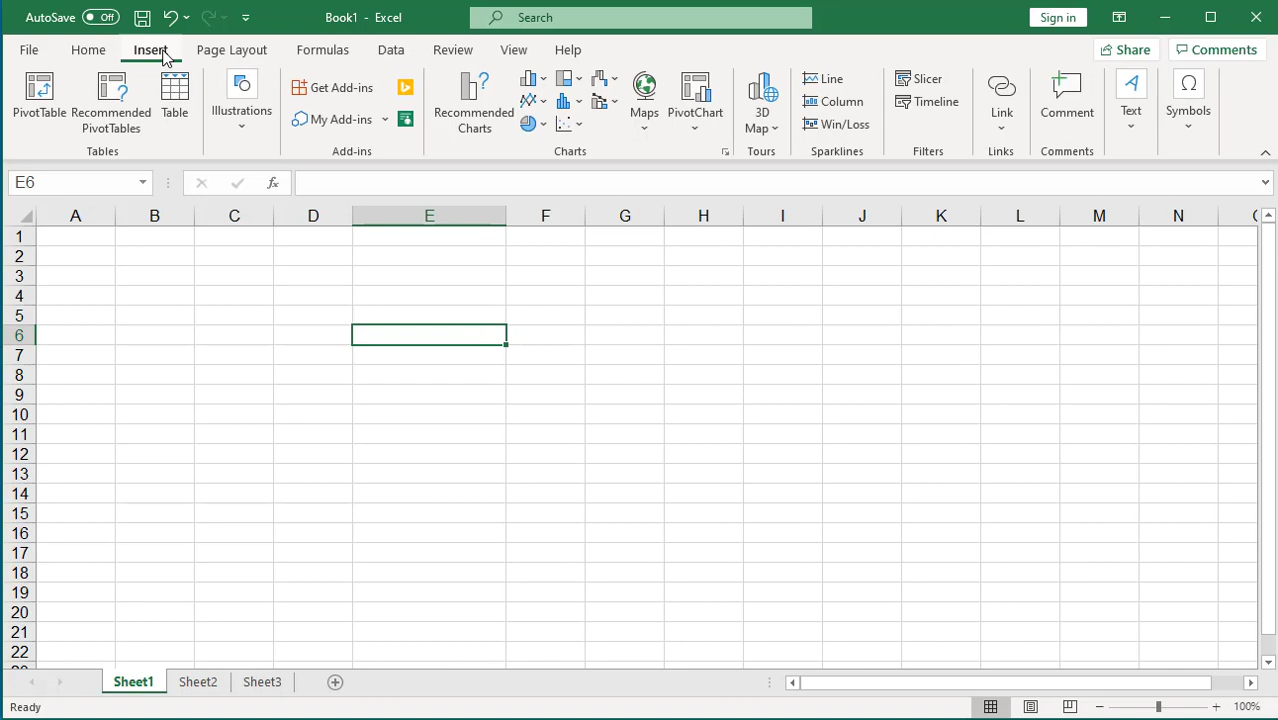 AutoSave Off Book1 - Excel Search Sign in
File Home Insert Page Layout Formulas Data Review View Help Share Comments
PivotTable Recommended PivotTables Table Illustrations Get Add-ins My Add-ins Recommended Charts Maps PivotChart 3D Map Line Column Win/Loss Slicer Timeline Link Comment Text Symbols
Tables Add-ins Charts Tours Sparklines Filters Links Comments
E6 fx
A B C D E F G H I J K L M N
1
2
3
4
5
6
7
8
9
10
11
12
13
14
15
16
17
18
19
20
21
22
Sheet1 Sheet2 Sheet3
Ready 100%